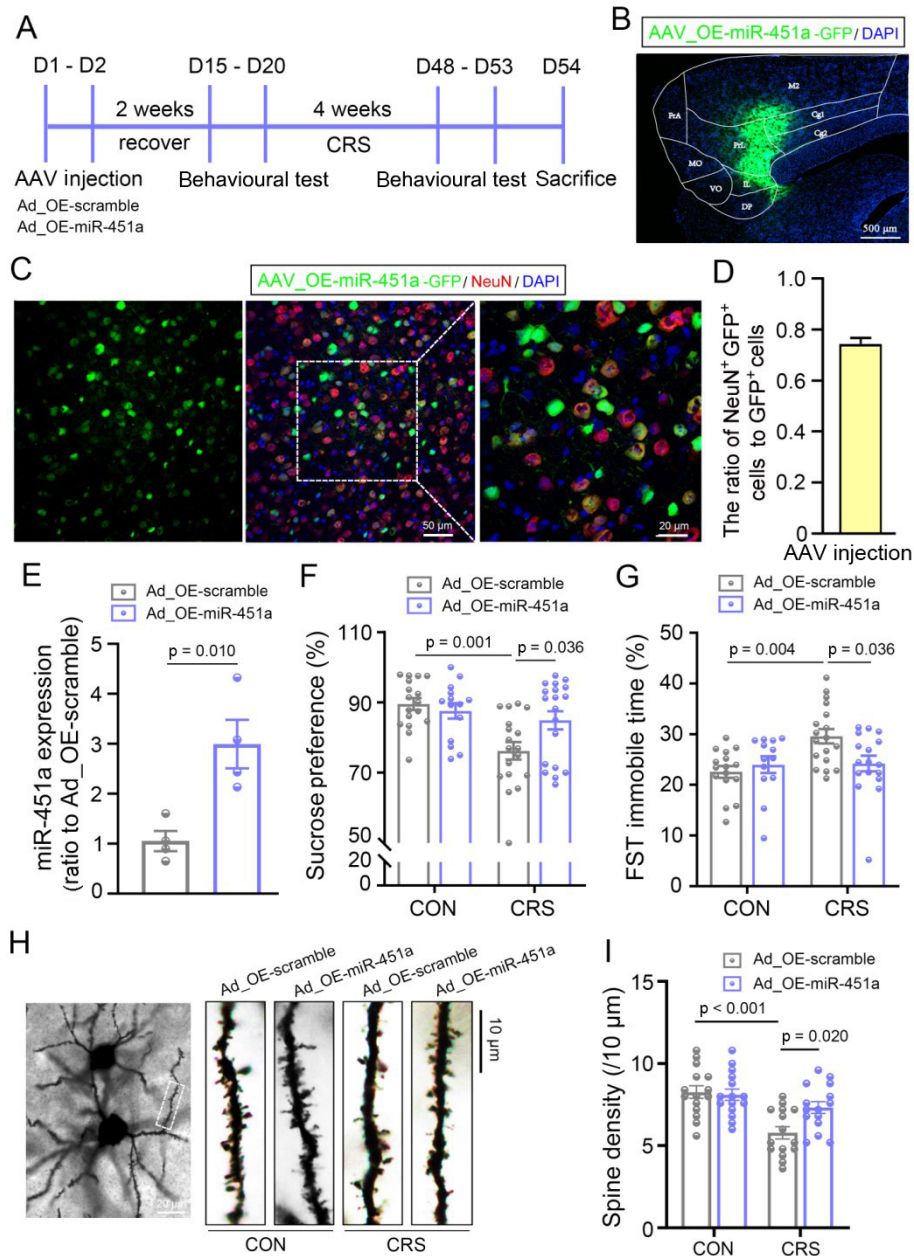 A
D1 - D2
D15 - D20
D48 - D53
D54
2 weeks
4 weeks
recover
CRS
AAV injection
Behavioural test
Behavioural test
Sacrifice
Ad_OE-scramble
Ad_OE-miR-451a
B
AAV_OE-miR-451a-GFP/DAPI
M2
PrA
Cg1
Cg2
PrL
MO
IL
VO
DP
500 µm
C
AAV_OE-miR-451a-GFP/NeuN/DAPI
50 µm
20 µm
D
The ratio of NeuN+GFP+
cells to GFP+ cells
1.0
0.8
0.6
0.4
0.2
0
AAV injection
E
Ad_OE-scramble
Ad_OE-miR-451a
miR-451a expression
(ratio to Ad_OE-scramble)
p = 0.010
5
4
3
2
1
0
F
Ad_OE-scramble
Ad_OE-miR-451a
Sucrose preference (%)
p = 0.001
p = 0.036
110
90
70
50
20
0
CON
CRS
G
Ad_OE-scramble
Ad_OE-miR-451a
FST immobile time (%)
p = 0.004
p = 0.036
50
40
30
20
10
0
CON
CRS
H
Ad_OE-scramble
Ad_OE-miR-451a
Ad_OE-scramble
Ad_OE-miR-451a
10 µm
20 µm
CON
CRS
I
Ad_OE-scramble
Ad_OE-miR-451a
Spine density (/10 µm)
p < 0.001
p = 0.020
15
10
5
0
CON
CRS